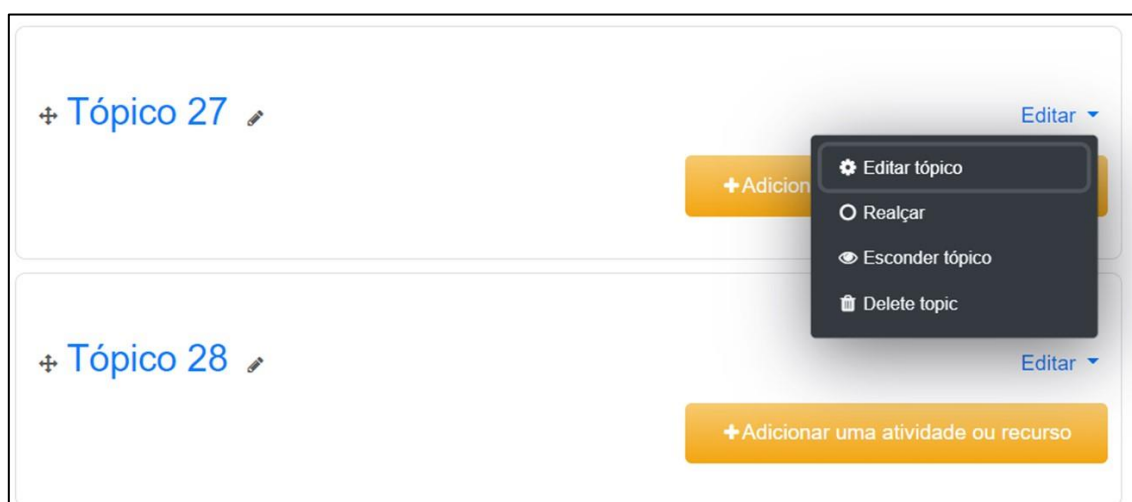 Tópico 27
Editar
Adicion
Editar tópico
Realçar
Esconder tópico
Delete topic
Tópico 28
Editar
Adicionar uma atividade ou recurso